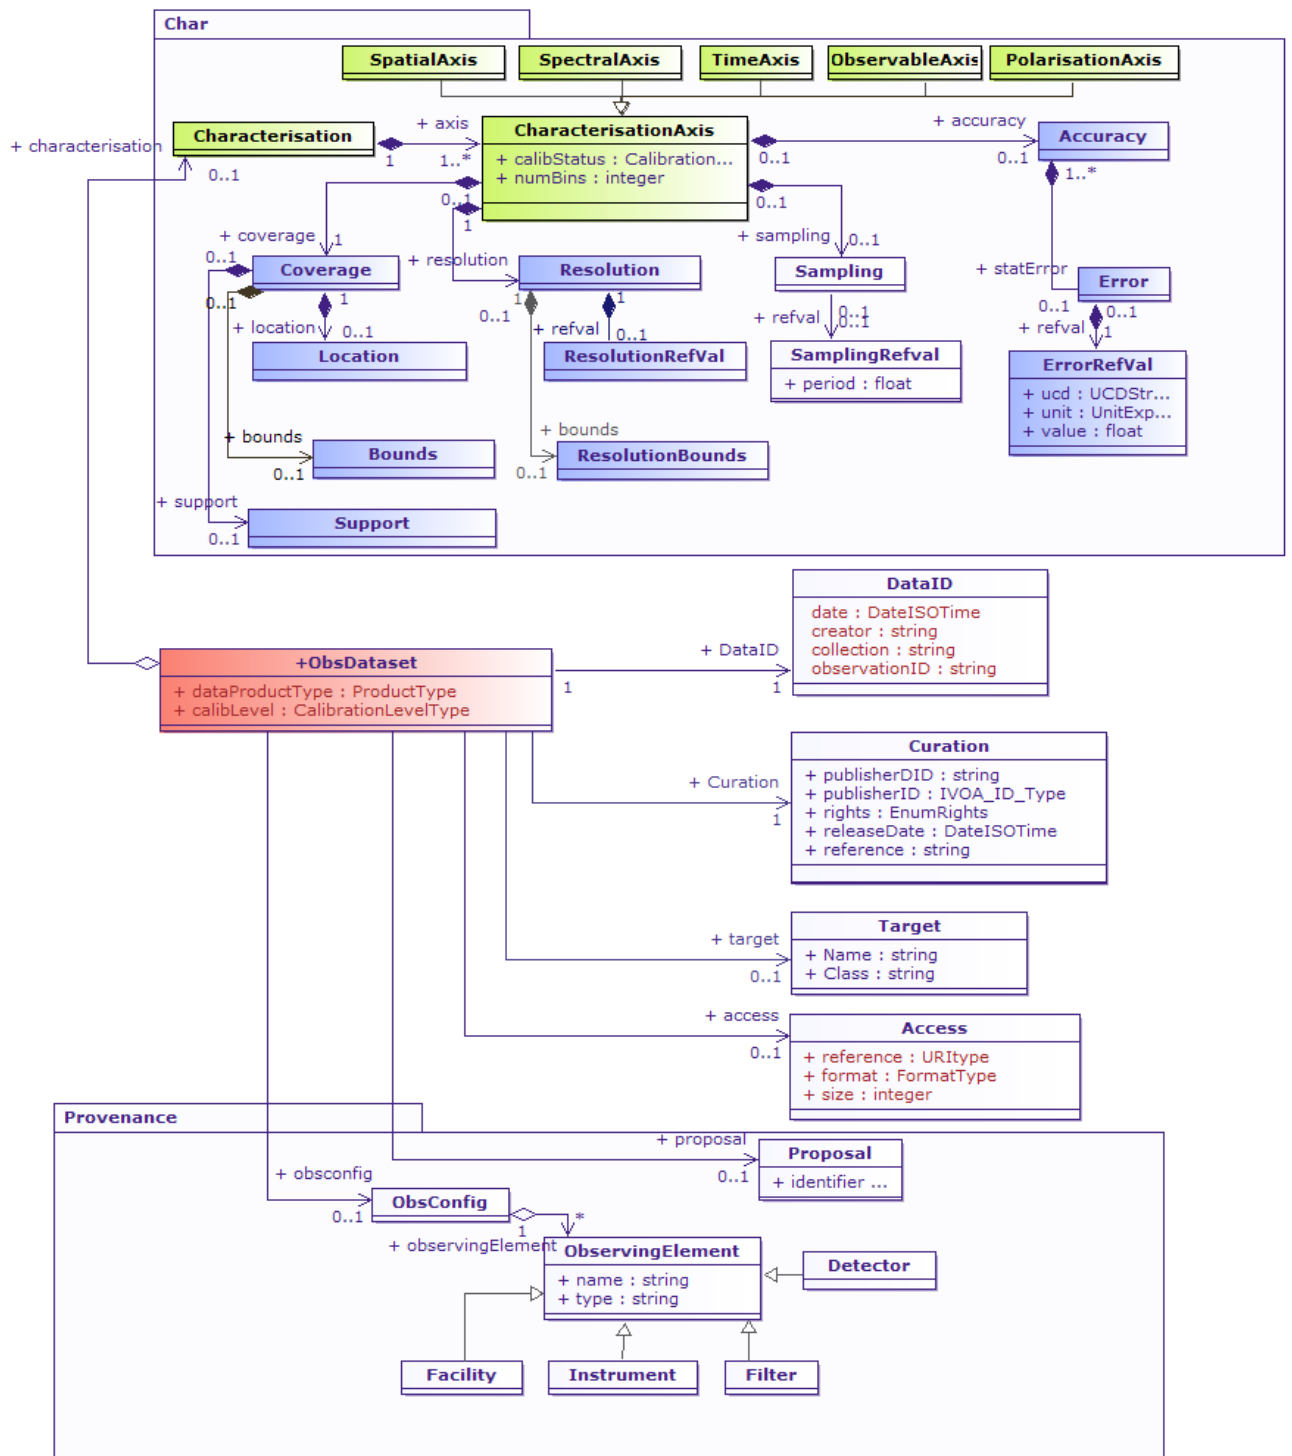 Char
SpatialAxis
SpectralAxis
TimeAxis
ObservableAxis
PolarisationAxis
+ characterisation
Characterisation
0..1
1
+ axis
1..*
CharacterisationAxis
+ calibStatus : Calibration...
+ numBins : integer
0..1
+ accuracy
0..1
Accuracy
1..*
0..1
1
0..1
+ coverage
1
+ resolution
+ sampling
0..1
+ statError
0..1
0..1
Coverage
0..1
1
Resolution
1
0..1
1
Sampling
0..1
Error
0..1
+ location
0..1
+ refval
0..1
+ refval
0..1
+ refval
1
Location
ResolutionRefVal
SamplingRefval
+ period : float
ErrorRefVal
+ ucd : UCDStr...
+ unit : UnitExp...
+ value : float
+ bounds
0..1
Bounds
+ bounds
0..1
ResolutionBounds
+ support
0..1
Support
DataID
date : DateISOTime
creator : string
collection : string
observationID : string
+ObsDataset
+ dataProductType : ProductType
+ calibLevel : CalibrationLevelType
+ DataID
1
1
Curation
+ publisherDID : string
+ publisherID : IVOA_ID_Type
+ rights : EnumRights
+ releaseDate : DateISOTime
+ reference : string
+ Curation
1
Target
+ Name : string
+ Class : string
+ target
0..1
Access
+ reference : URItype
+ format : FormatType
+ size : integer
+ access
0..1
Provenance
+ proposal
0..1
Proposal
+ identifier ...
+ obsconfig
0..1
ObsConfig
1
*
+ observingElement
ObservingElement
+ name : string
+ type : string
Detector
Facility
Instrument
Filter